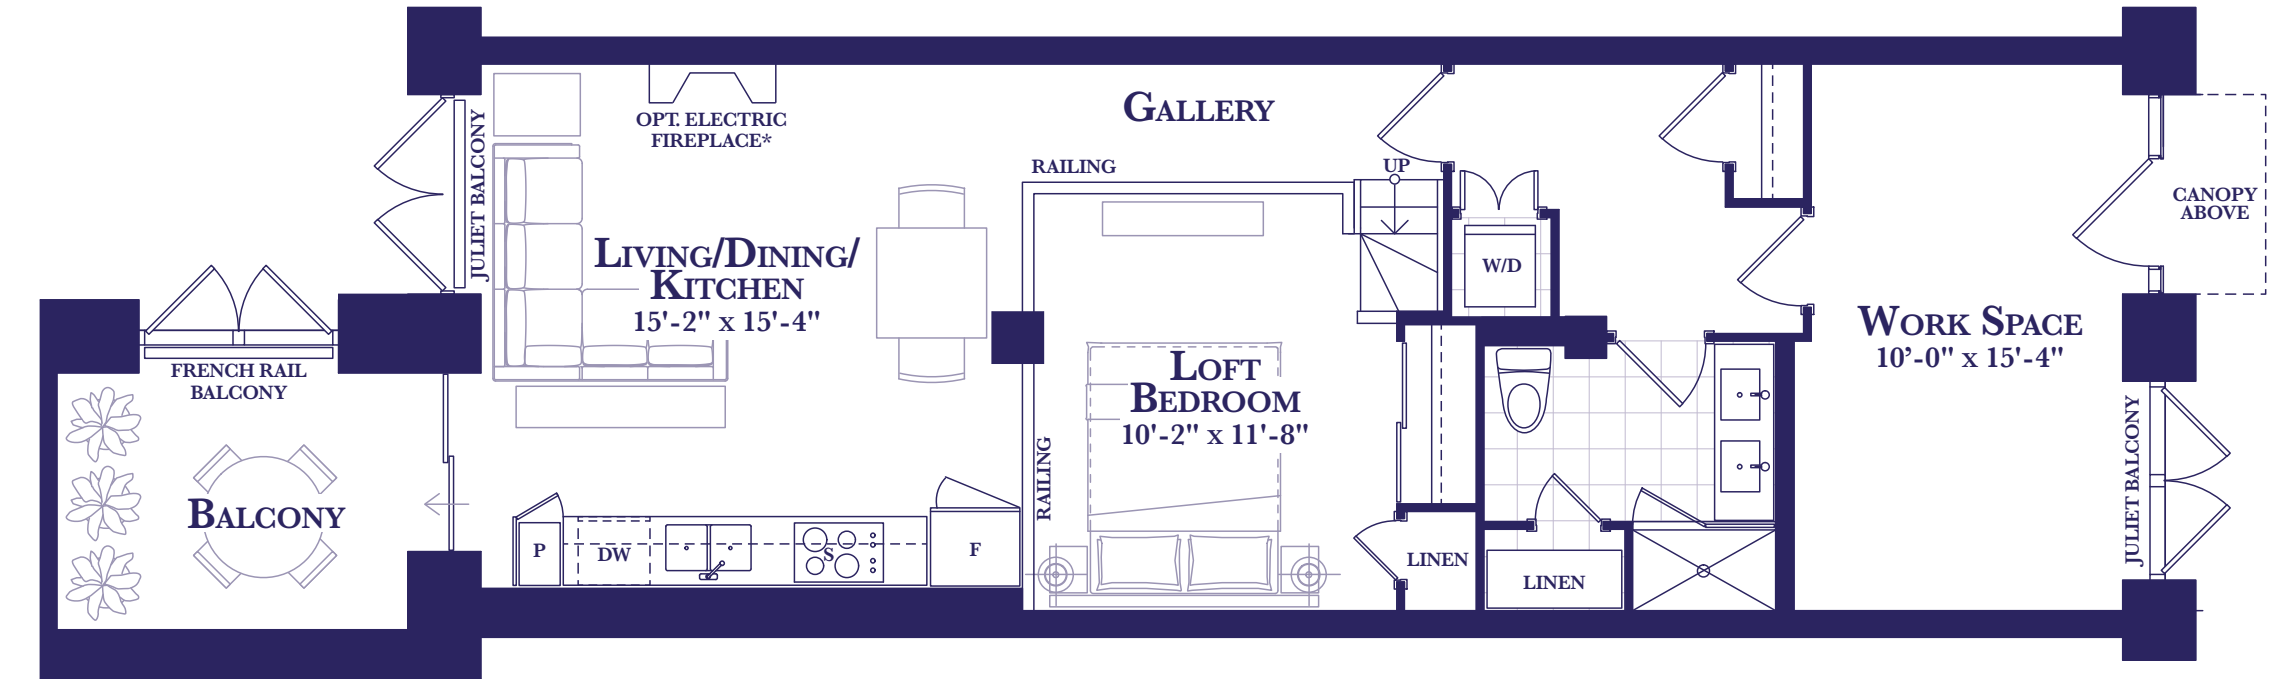 GALLERY
OPT. ELECTRIC
FIREPLACE*
JULIET BALCONY
RAILING
UP
CANOPY
ABOVE
LIVING/DINING/
KITCHEN
15'-2" X 15'-4"
W/D
WORK SPACE
10’-0" X 15'-4"
FRENCH RAIL
BALCONY
LOFT
BEDROOM
10'-2" X 11'-8"
RAILING
JULIET BALCONY
BALCONY
P
DW
S
F
LINEN
LINEN